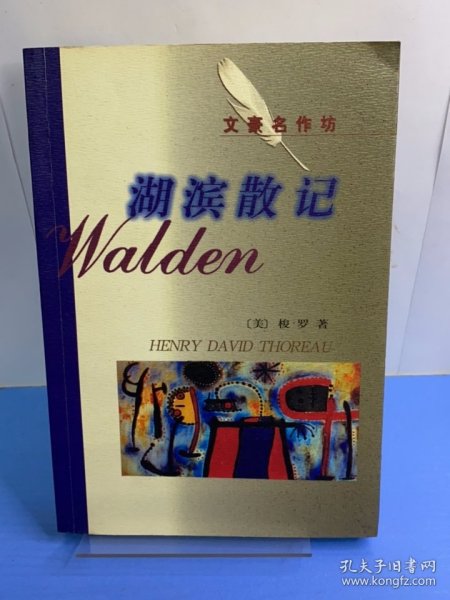 文豪名作坊
湖滨散记
Walden
〔美〕梭罗著
HENRY DAVID THOREAU
孔夫子旧书网
www.kongfz.com